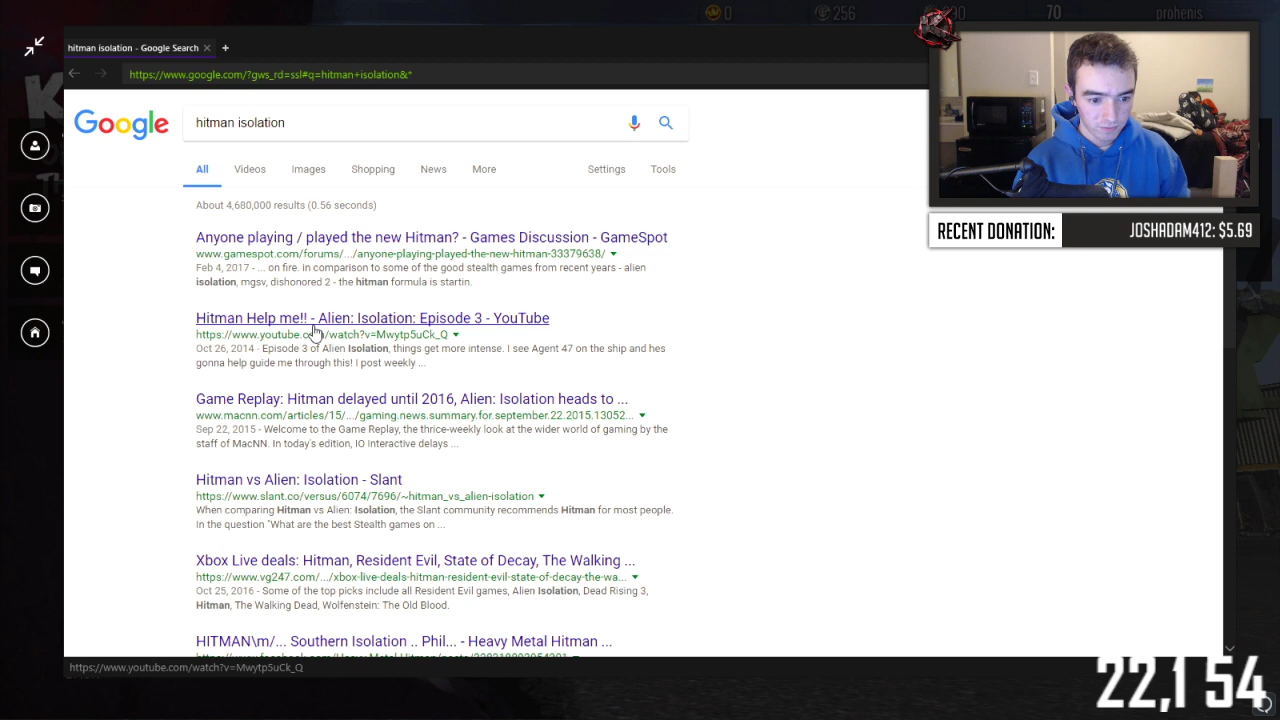 0
256
70
prohenis
hitman isolation - Google Search
https://www.google.com/?gws_rd=ssl#q=hitman+isolation&*
Google
hitman isolation
All Videos Images Shopping News More Settings Tools
About 4,680,000 results (0.56 seconds)
Anyone playing / played the new Hitman? - Games Discussion - GameSpot
www.gamespot.com/forums/.../anyone-playing-played-the-new-hitman-33379638/
Feb 4, 2017 - ... on fire. in comparison to some of the good stealth games from recent years - alien
isolation, mgsv, dishonored 2 - the hitman formula is startin.
Hitman Help me!! - Alien: Isolation: Episode 3 - YouTube
https://www.youtube.com/watch?v=Mwytp5uCk_Q
Oct 26, 2014 - Episode 3 of Alien Isolation, things get more intense. I see Agent 47 on the ship and hes
gonna help guide me through this! I post weekly ...
Game Replay: Hitman delayed until 2016, Alien: Isolation heads to ...
www.macnn.com/articles/15/.../gaming.news.summary.for.september.22.2015.13052...
Sep 22, 2015 - Welcome to the Game Replay, the thrice-weekly look at the wider world of gaming by the
staff of MacNN. In today's edition, IO Interactive delays ...
Hitman vs Alien: Isolation - Slant
https://www.slant.co/versus/6074/7696/~hitman_vs_alien-isolation
When comparing Hitman vs Alien: Isolation, the Slant community recommends Hitman for most people.
In the question "What are the best Stealth games on ...
Xbox Live deals: Hitman, Resident Evil, State of Decay, The Walking ...
https://www.vg247.com/.../xbox-live-deals-hitman-resident-evil-state-of-decay-the-wa...
Oct 25, 2016 - Some of the top picks include all Resident Evil games, Alien Isolation, Dead Rising 3,
Hitman, The Walking Dead, Wolfenstein: The Old Blood.
HITMAN\m/... Southern Isolation .. Phil... - Heavy Metal Hitman ...
https://www.youtube.com/watch?v=Mwytp5uCk_Q
RECENT DONATION: JOSHADAM412: $5.69
22,154